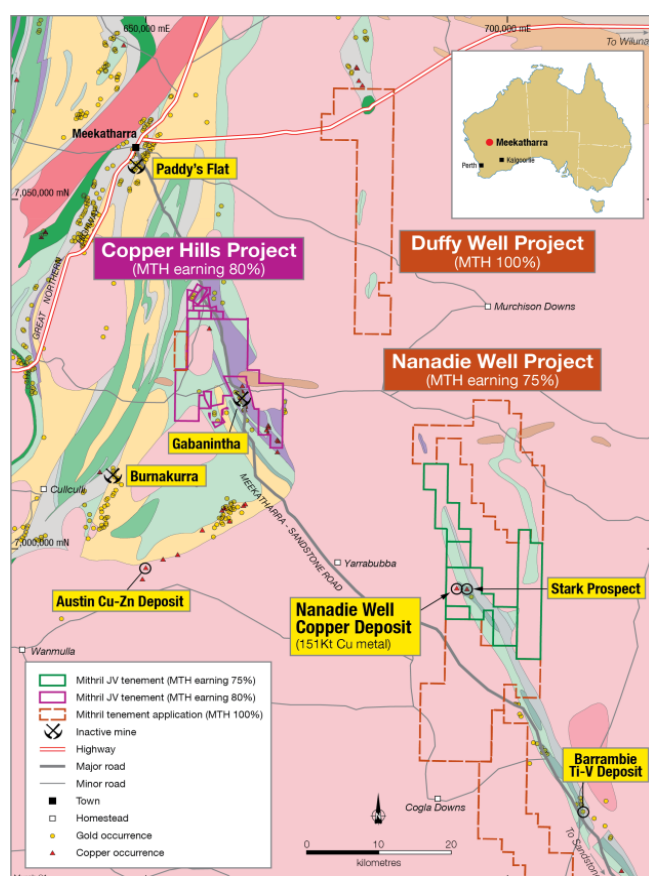 650,000 mE
700,000 mE
To Wiluna
Meekatharra
Paddy's Flat
7,050,000 mN
Meekatharra
Perth
Kalgoorlie
Copper Hills Project
(MTH earning 80%)
Duffy Well Project
(MTH 100%)
GREAT NORTHERN HIGHWAY
Murchison Downs
Nanadie Well Project
(MTH earning 75%)
Gabanintha
Burnakurra
Culculli
MEEKATHARRA - SANDSTONE ROAD
7,000,000 mN
Yarrabubba
Austin Cu-Zn Deposit
Stark Prospect
Nanadie Well
Copper Deposit
(151Kt Cu metal)
Wanmulla
Mithril JV tenement (MTH earning 75%)
Mithril JV tenement (MTH earning 80%)
Mithril tenement application (MTH 100%)
Inactive mine
Highway
Major road
Minor road
Town
Homestead
Gold occurrence
Copper occurrence
Barrambie
Ti-V Deposit
Cogla Downs
To Sandstone
0 10 20
kilometres